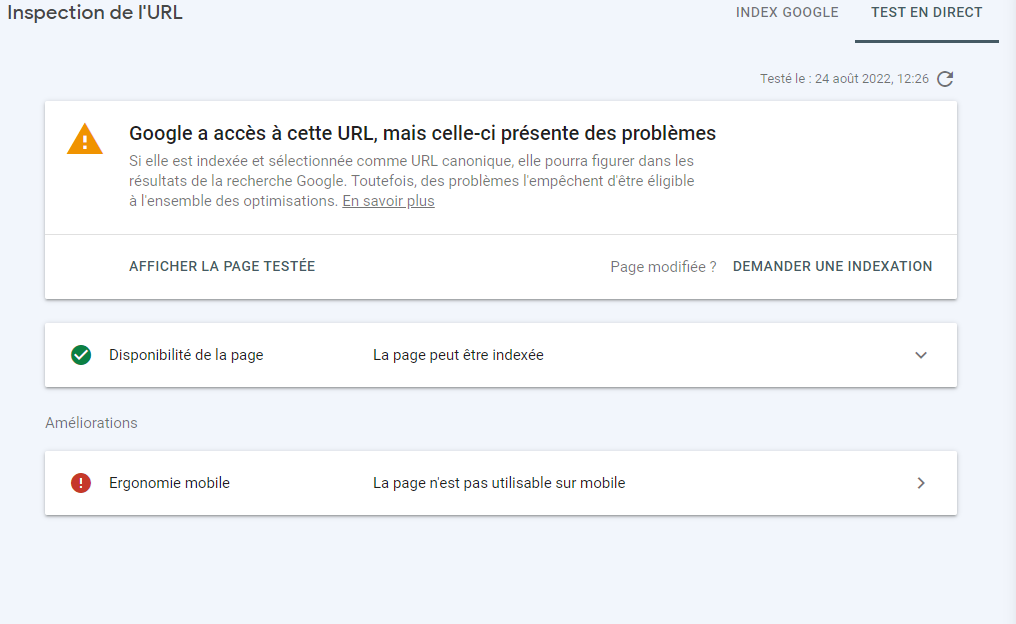 Inspection de l'URL
INDEX GOOGLE
TEST EN DIRECT
Testé le : 24 août 2022, 12:26
Google a accès à cette URL, mais celle-ci présente des problèmes
Si elle est indexée et sélectionnée comme URL canonique, elle pourra figurer dans les
résultats de la recherche Google. Toutefois, des problèmes l'empêchent d'être éligible
à l'ensemble des optimisations. En savoir plus
AFFICHER LA PAGE TESTÉE
Page modifiée ?
DEMANDER UNE INDEXATION
Disponibilité de la page
La page peut être indexée
Améliorations
Ergonomie mobile
La page n'est pas utilisable sur mobile